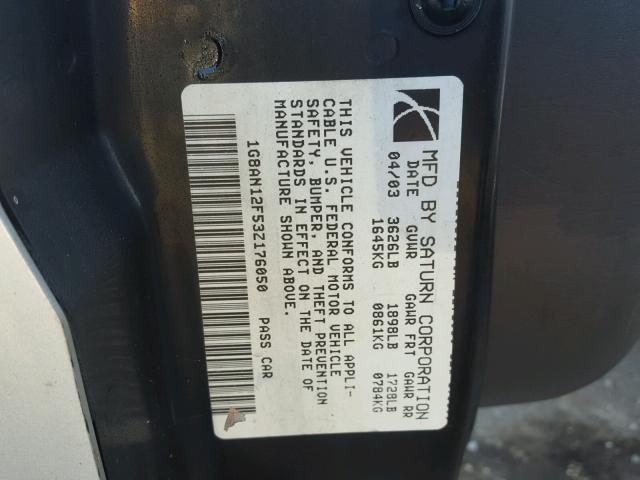 MFD BY SATURN CORPORATION
DATE GVWR GAWR FRT GAWR RR
04/03 3626LB 1898LB 1728LB
1645KG 0861KG 0784KG
THIS VEHICLE CONFORMS TO ALL APPLI-
CABLE U.S. FEDERAL MOTOR VEHICLE
SAFETY, BUMPER, AND THEFT PREVENTION
STANDARDS IN EFFECT ON THE DATE OF
MANUFACTURE SHOWN ABOVE.
1G8AN12F53Z176050 PASS CAR